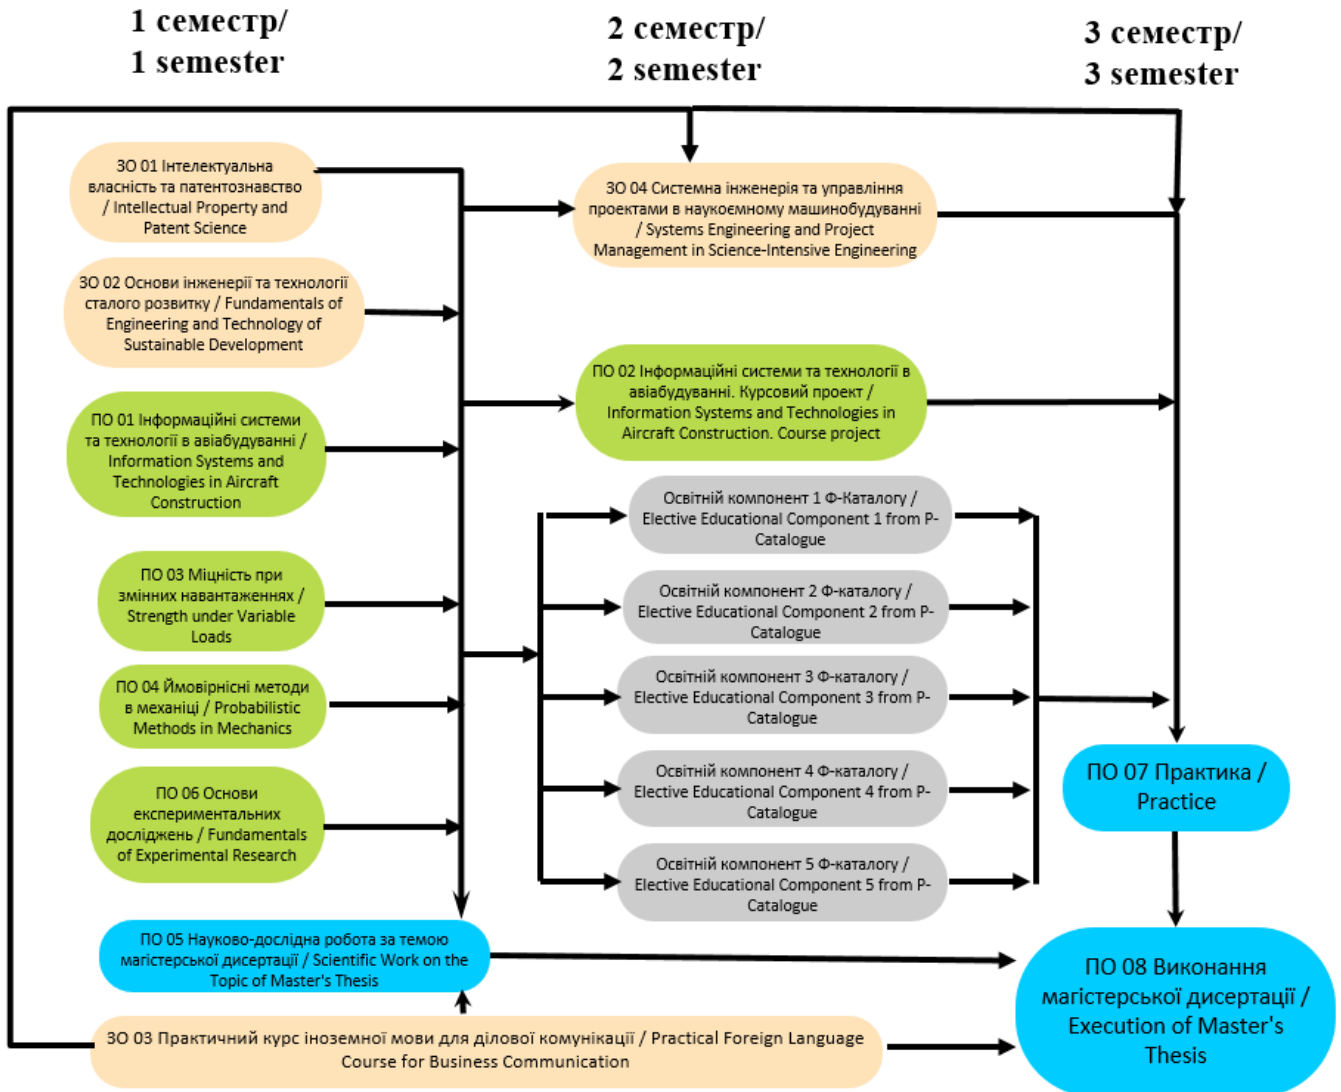 1 семестр/
1 semester
2 семестр/
2 semester
3 семестр/
3 semester
ЗО 01 Інтелектуальна
власність та патентознавство
/ Intellectual Property and
Patent Science
ЗО 02 Основи інженерії та технології
сталого розвитку / Fundamentals of
Engineering and Technology of
Sustainable Development
ПО 01 Інформаційні системи
та технології в авіабудуванні /
Information Systems and
Technologies in Aircraft
Construction
ПО 03 Міцність при
змінних навантаженнях /
Strength under Variable
Loads
ПО 04 Ймовірнісні методи
в механіці / Probabilistic
Methods in Mechanics
ПО 06 Основи
експериментальних
досліджень / Fundamentals
of Experimental Research
ПО 05 Науково-дослідна робота за темою
магістерської дисертації / Scientific Work on the
Topic of Master's Thesis
ЗО 03 Практичний курс іноземної мови для ділової комунікації / Practical Foreign Language
Course for Business Communication
ЗО 04 Системна інженерія та управління
проектами в наукоємному машинобудуванні
/ Systems Engineering and Project
Management in Science-Intensive Engineering
ПО 02 Інформаційні системи та технології в
авіабудуванні. Курсовий проект /
Information Systems and Technologies in
Aircraft Construction. Course project
Освітній компонент 1 Ф-Каталогу /
Elective Educational Component 1 from P-
Catalogue
Освітній компонент 2 Ф-каталогу /
Elective Educational Component 2 from P-
Catalogue
Освітній компонент 3 Ф-каталогу /
Elective Educational Component 3 from P-
Catalogue
Освітній компонент 4 Ф-каталогу /
Elective Educational Component 4 from P-
Catalogue
Освітній компонент 5 Ф-каталогу /
Elective Educational Component 5 from P-
Catalogue
ПО 07 Практика /
Practice
ПО 08 Виконання
магістерської дисертації /
Execution of Master's
Thesis